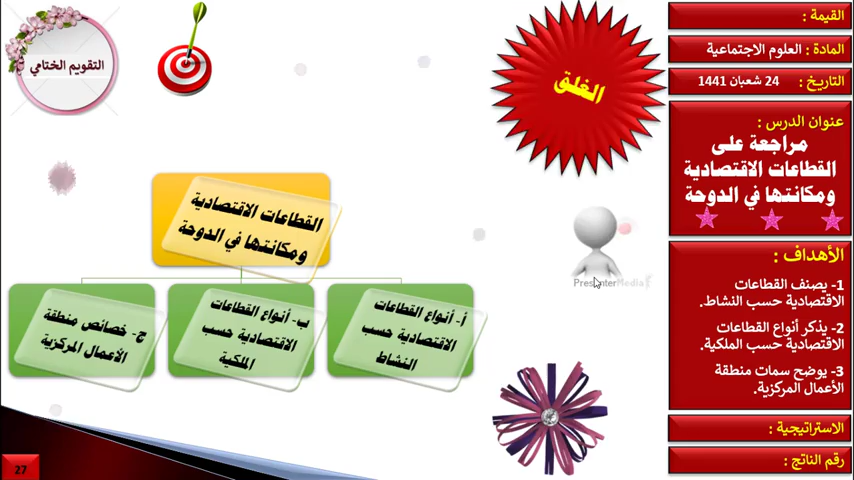 القيمة :
المادة : العلوم الاجتماعية
التاريخ : 24 شعبان 1441
عنوان الدرس :
مراجعة على
القطاعات الاقتصادية
ومكانتها في الدوحة
الأهداف :
1- يصنف القطاعات
الاقتصادية حسب النشاط.
2- يذكر أنواع القطاعات
الاقتصادية حسب الملكية.
3- يوضح سمات منطقة
الأعمال المركزية.
الاستراتيجية :
رقم الناتج :
الغلق
التقويم الختامي
القطاعات الاقتصادية
ومكانتها في الدوحة
أ- أنواع القطاعات
الاقتصادية حسب
النشاط
ب- أنواع القطاعات
الاقتصادية حسب
الملكية
ج- خصائص منطقة
الأعمال المركزية
PresenterMedia
27